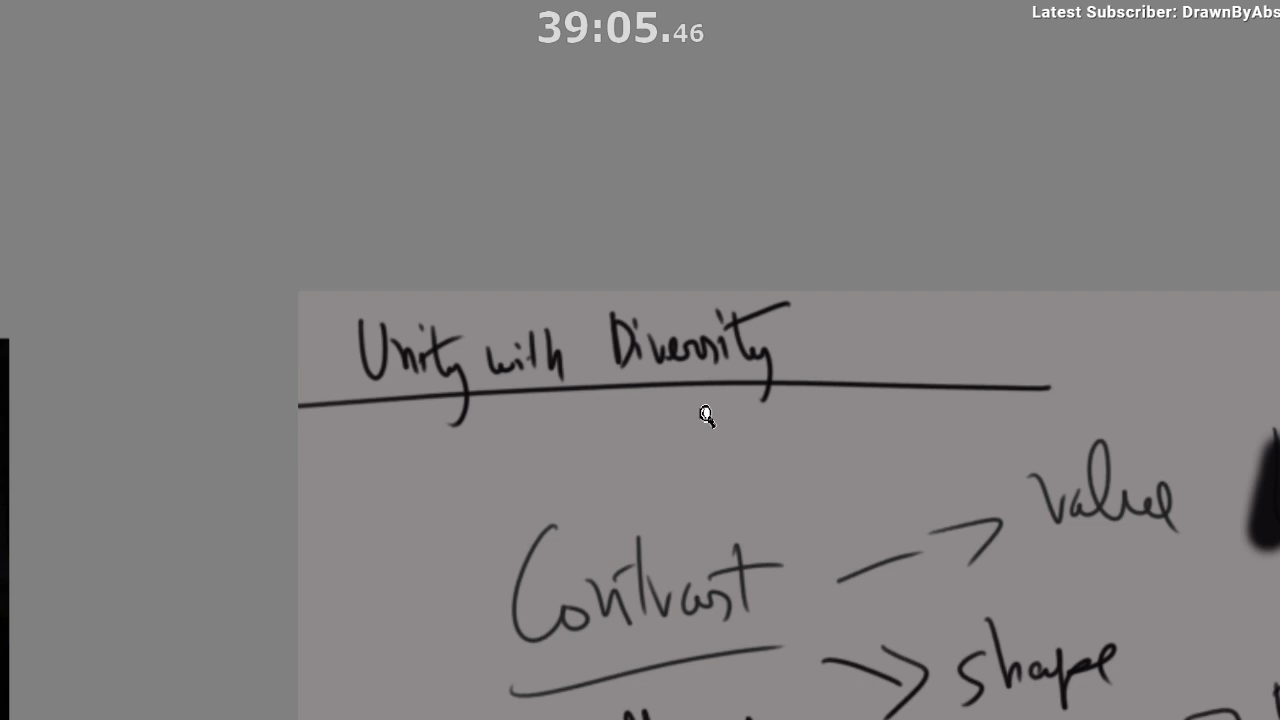 39:05.46
Latest Subscriber: DrawnByAbs
Unity with Diversity
Contrast → value
→ shape